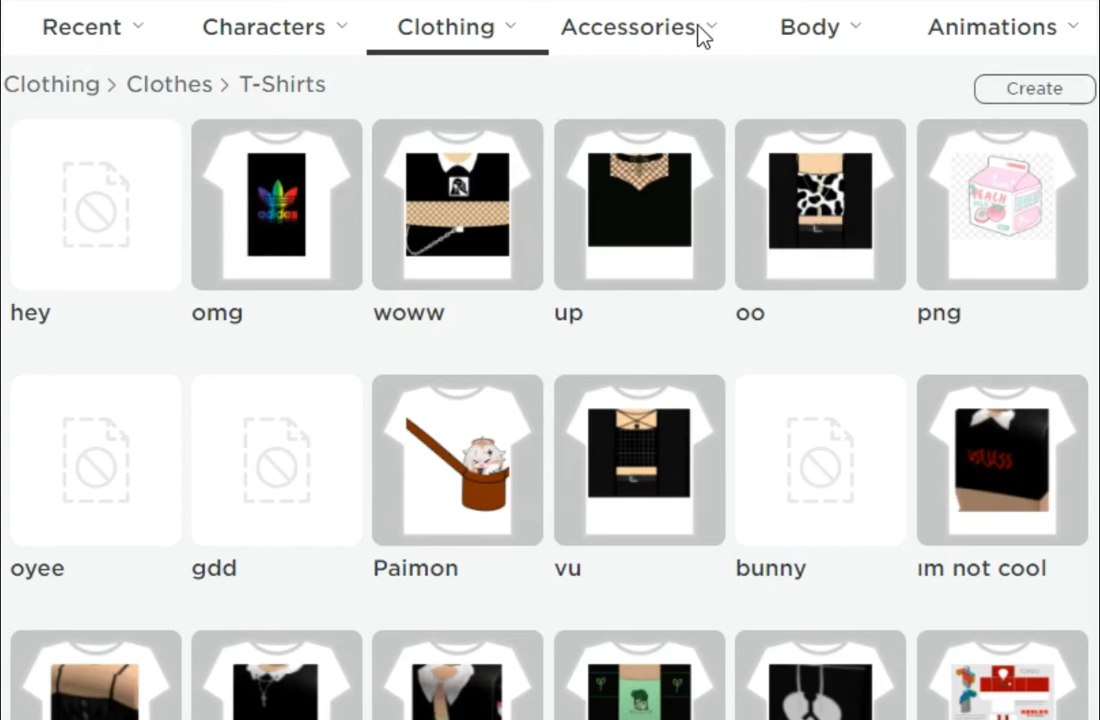 Recent Characters Clothing Accessories Body Animations
Clothing > Clothes > T-Shirts
Create
adidas
PEACH
hey omg woww up oo png
oyee gdd Paimon vu bunny ım not cool